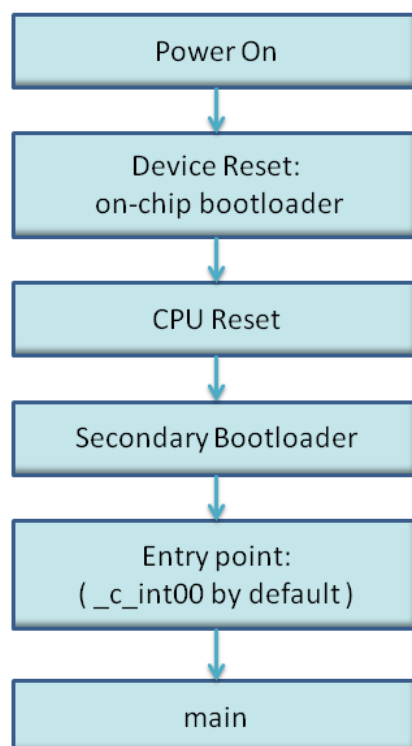 Power On
Device Reset:
on-chip bootloader
CPU Reset
Secondary Bootloader
Entry point:
( _c_int00 by default )
main